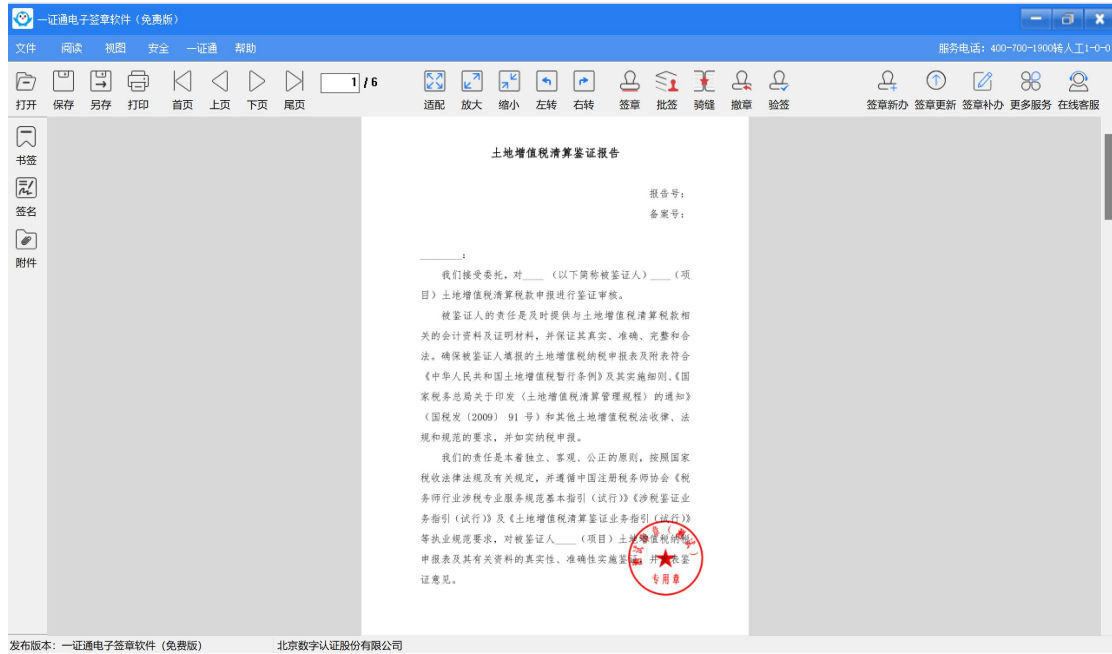 一证通电子签章软件（免费版）
文件 阅读 视图 安全 一证通 帮助 服务电话：400-700-1900转人工1-0-0
打开 保存 另存 打印 首页 上页 下页 尾页 1 / 6 适配 放大 缩小 左转 右转 签章 批签 骑缝 撤章 验签 签章新办 签章更新 签章补办 更多服务 在线客服
书签
签名
附件
土地增值税清算鉴证报告
报告号：
备案号：
________：
我们接受委托，对____（以下简称被鉴证人）____（项
目）土地增值税清算税款申报进行鉴证审核。
被鉴证人的责任是及时提供与土地增值税清算税款相
关的会计资料及证明材料，并保证其真实、准确、完整和合
法。确保被鉴证人填报的土地增值税纳税申报表及附表符合
《中华人民共和国土地增值税暂行条例》及其实施细则、《国
家税务总局关于印发〈土地增值税清算管理规程〉的通知》
（国税发〔2009〕 91 号）和其他土地增值税税法收律、法
规和规范的要求，并如实纳税申报。
我们的责任是本着独立、客观、公正的原则，按照国家
税收法律法规及有关规定，并遵循中国注册税务师协会《税
务师行业涉税专业服务规范基本指引（试行）》《涉税鉴证业
务指引（试行）》及《土地增值税清算鉴证业务指引（试行）》
等执业规范要求，对被鉴证人____（项目）土地增值税纳税
申报表及其有关资料的真实性、准确性实施鉴证，并发表鉴
证意见。
专用章
发布版本：一证通电子签章软件（免费版） 北京数字认证股份有限公司